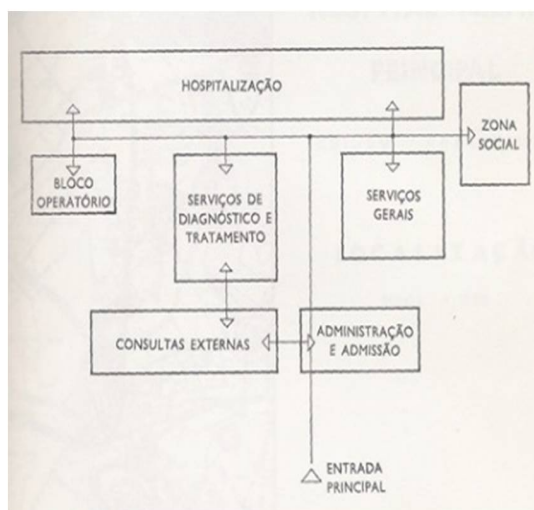 HOSPITALIZAÇÃO
ZONA
SOCIAL
BLOCO
OPERATÓRIO
SERVIÇOS DE
DIAGNÓSTICO E
TRATAMENTO
SERVIÇOS
GERAIS
CONSULTAS EXTERNAS
ADMINISTRAÇÃO
E ADMISSÃO
ENTRADA
PRINCIPAL